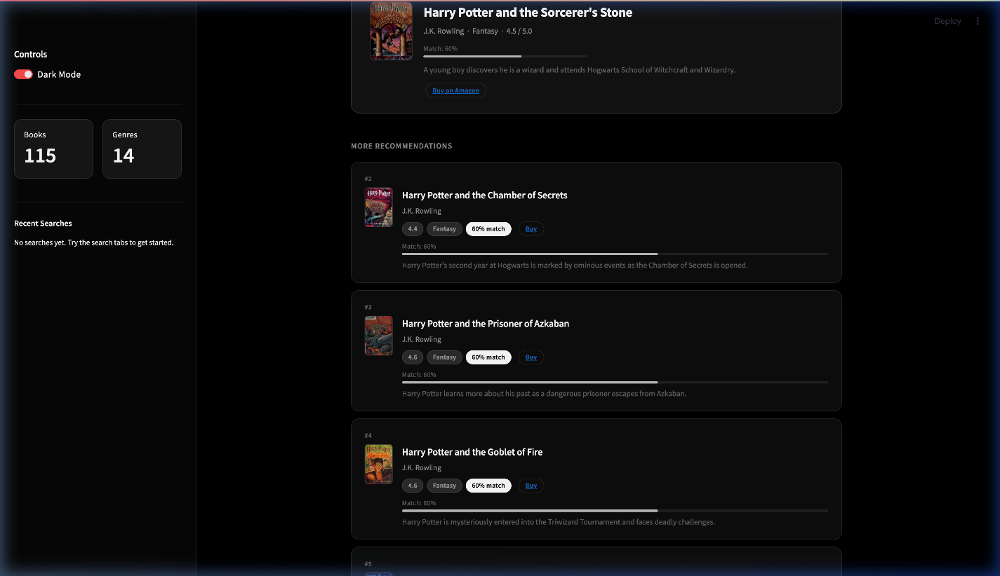 Harry Potter and the Sorcerer's Stone
Deploy
J.K. Rowling · Fantasy · 4.5 / 5.0
Match: 60%
A young boy discovers he is a wizard and attends Hogwarts School of Witchcraft and Wizardry.
Buy on Amazon
Controls
Dark Mode
Books
115
Genres
14
Recent Searches
No searches yet. Try the search tabs to get started.
MORE RECOMMENDATIONS
#2
Harry Potter
Harry Potter and the Chamber of Secrets
J.K. Rowling
4.4 Fantasy 60% match Buy
Match: 60%
Harry Potter's second year at Hogwarts is marked by ominous events as the Chamber of Secrets is opened.
#3
Harry Potter and the Prisoner of Azkaban
J.K. Rowling
4.6 Fantasy 60% match Buy
Match: 60%
Harry Potter learns more about his past as a dangerous prisoner escapes from Azkaban.
#4
Harry Potter
Harry Potter and the Goblet of Fire
J.K. Rowling
4.6 Fantasy 60% match Buy
Match: 60%
Harry Potter is mysteriously entered into the Triwizard Tournament and faces deadly challenges.
#5